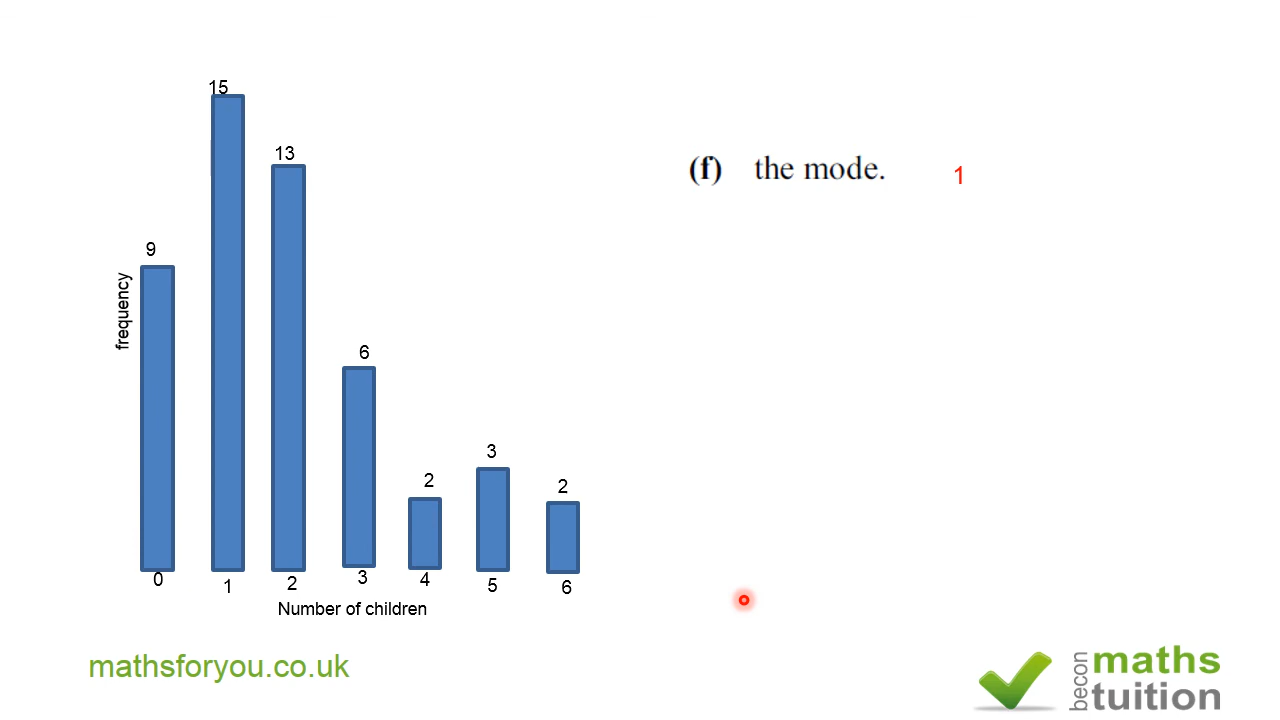 15
13
9
6
2
3
2
frequency
0
1
2
3
4
5
6
Number of children
(f) the mode. 1
mathsforyou.co.uk
becon
maths
tuition